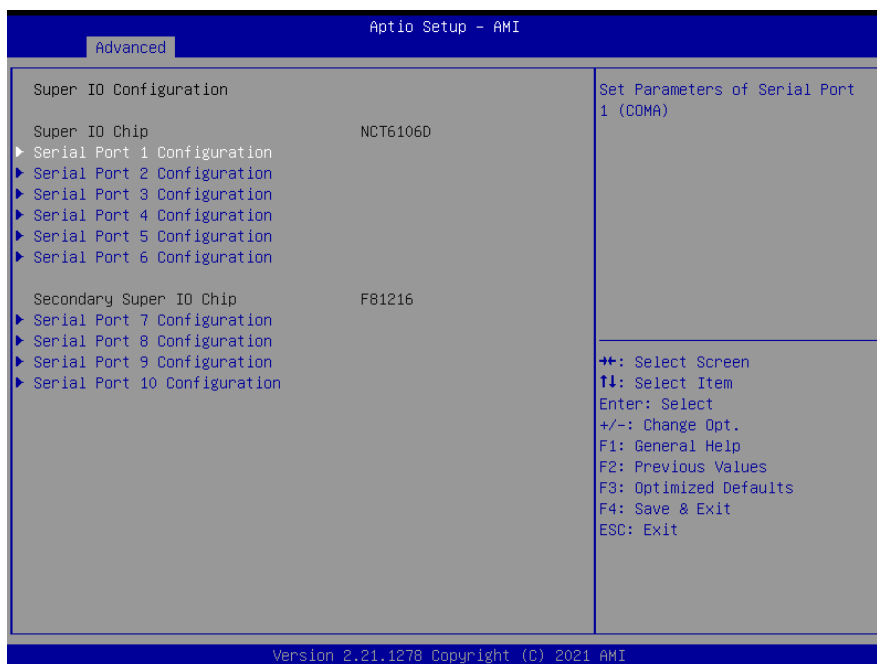 Aptio Setup – AMI
Advanced
Super IO Configuration
Super IO Chip NCT6106D
▶ Serial Port 1 Configuration
▶ Serial Port 2 Configuration
▶ Serial Port 3 Configuration
▶ Serial Port 4 Configuration
▶ Serial Port 5 Configuration
▶ Serial Port 6 Configuration
Secondary Super IO Chip F81216
▶ Serial Port 7 Configuration
▶ Serial Port 8 Configuration
▶ Serial Port 9 Configuration
▶ Serial Port 10 Configuration
Set Parameters of Serial Port
1 (COMA)
→←: Select Screen
↑↓: Select Item
Enter: Select
+/-: Change Opt.
F1: General Help
F2: Previous Values
F3: Optimized Defaults
F4: Save & Exit
ESC: Exit
Version 2.21.1278 Copyright (C) 2021 AMI